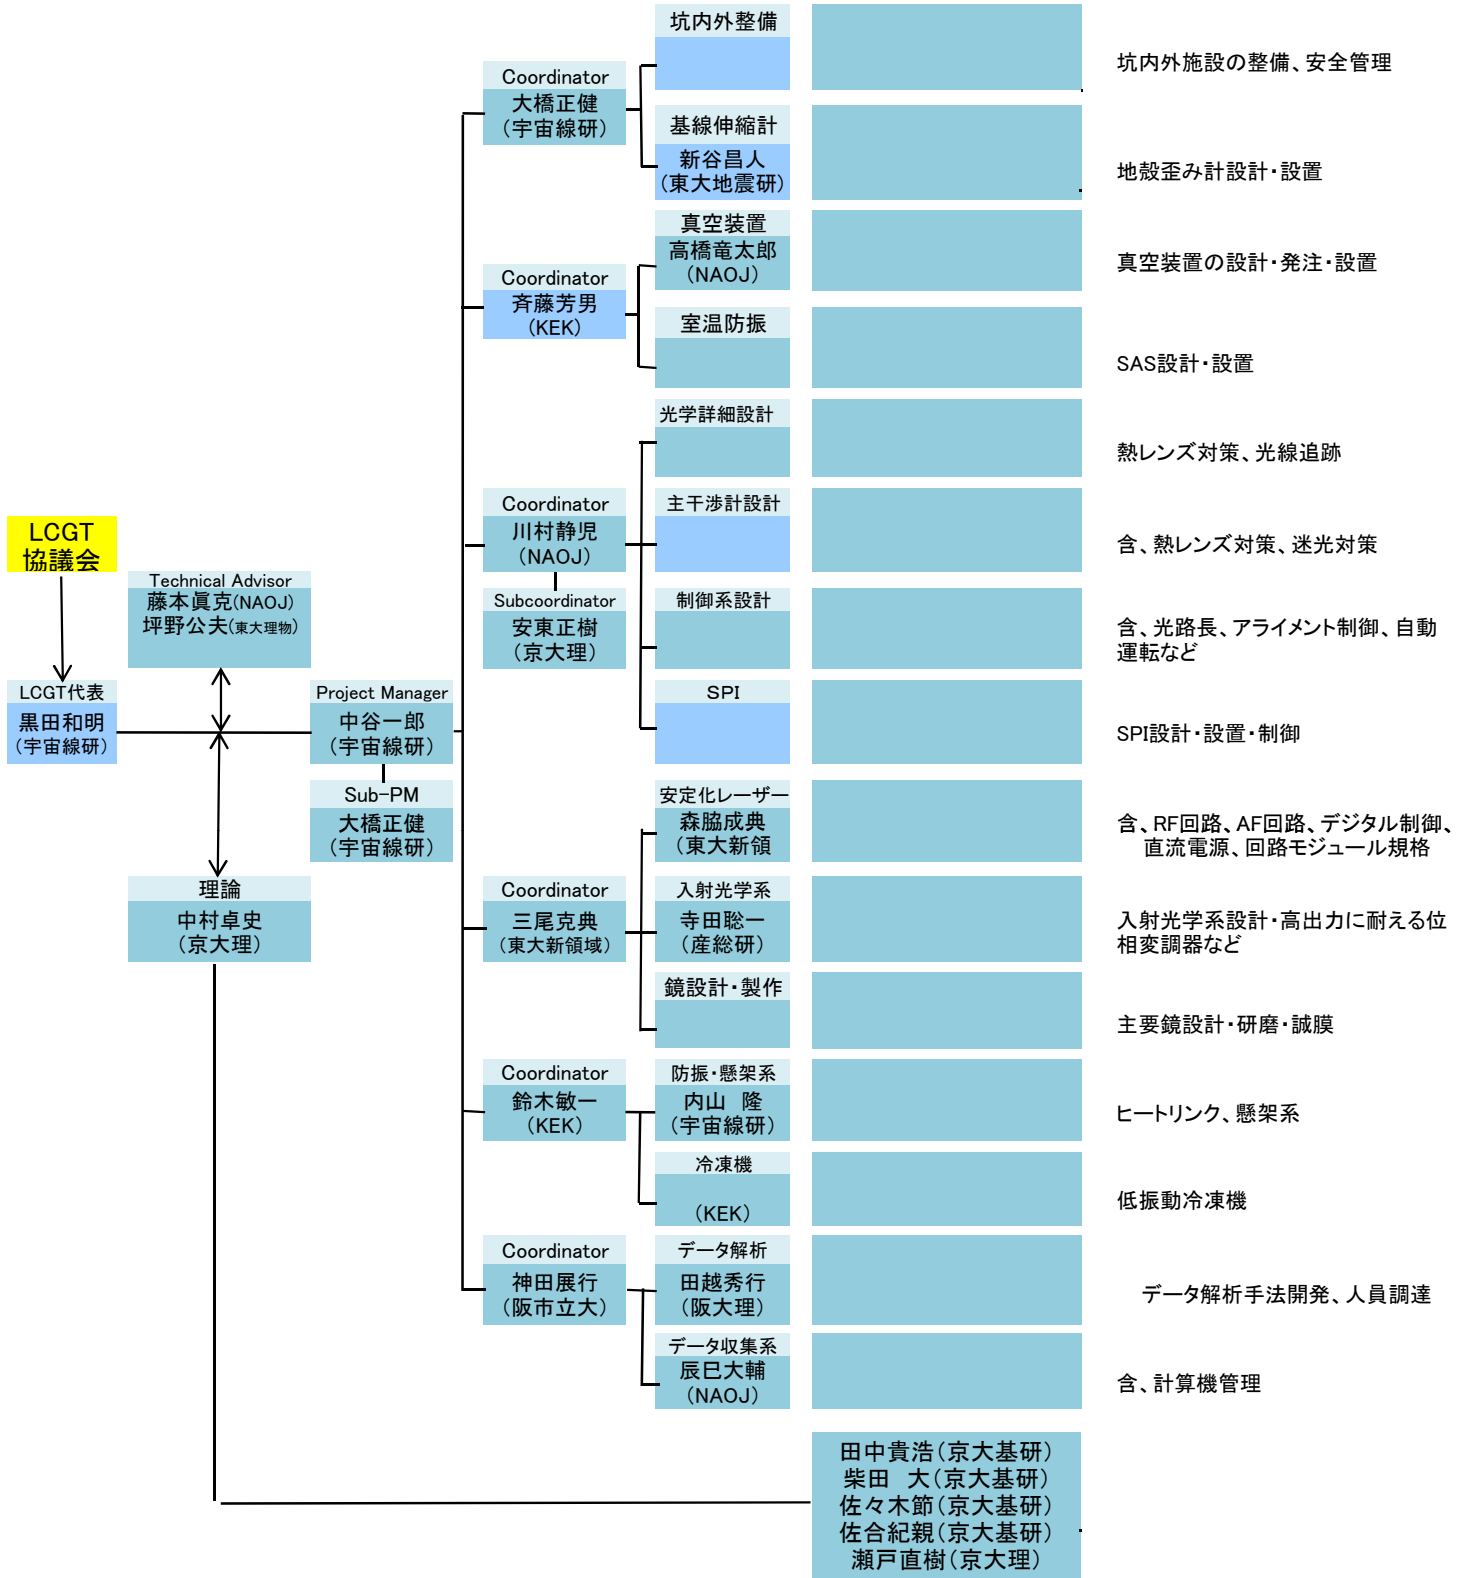 LCGT
協議会
LCGT代表
黒田和明
(宇宙線研)
Technical Advisor
藤本眞克(NAOJ)
坪野公夫(東大理物)
理論
中村卓史
(京大理)
Project Manager
中谷一郎
(宇宙線研)
Sub-PM
大橋正健
(宇宙線研)
Coordinator
大橋正健
(宇宙線研)
坑内外整備
坑内外施設の整備、安全管理
基線伸縮計
新谷昌人
(東大地震研)
地殻歪み計設計・設置
Coordinator
斉藤芳男
(KEK)
真空装置
高橋竜太郎
(NAOJ)
真空装置の設計・発注・設置
室温防振
SAS設計・設置
Coordinator
川村静児
(NAOJ)
Subcoordinator
安東正樹
(京大理)
光学詳細設計
熱レンズ対策、光線追跡
主干渉計設計
含、熱レンズ対策、迷光対策
制御系設計
含、光路長、アライメント制御、自動
運転など
SPI
SPI設計・設置・制御
Coordinator
三尾克典
(東大新領域)
安定化レーザー
森脇成典
(東大新領
含、RF回路、AF回路、デジタル制御、
直流電源、回路モジュール規格
入射光学系
寺田聡一
(産総研)
入射光学系設計・高出力に耐える位
相変調器など
鏡設計・製作
主要鏡設計・研磨・誠膜
Coordinator
鈴木敏一
(KEK)
防振・懸架系
内山　隆
(宇宙線研)
ヒートリンク、懸架系
冷凍機
(KEK)
低振動冷凍機
Coordinator
神田展行
(阪市立大)
データ解析
田越秀行
(阪大理)
データ解析手法開発、人員調達
データ収集系
辰巳大輔
(NAOJ)
含、計算機管理
田中貴浩(京大基研)
柴田　大(京大基研)
佐々木節(京大基研)
佐合紀親(京大基研)
瀬戸直樹(京大理)